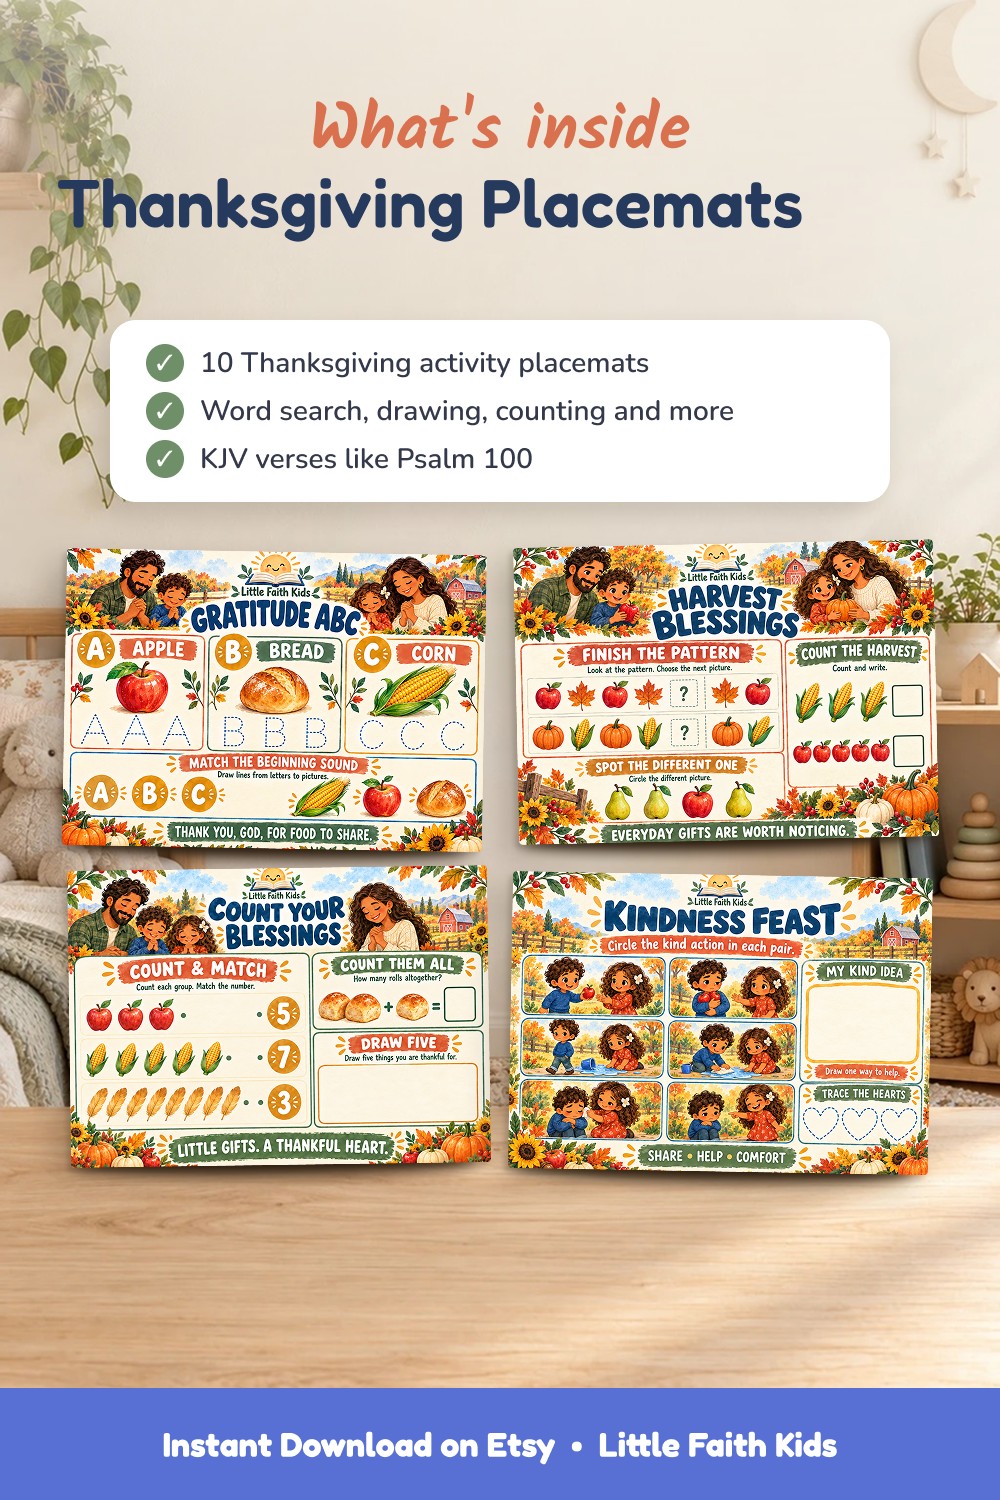 What's inside
Thanksgiving Placemats
10 Thanksgiving activity placemats
Word search, drawing, counting and more
KJV verses like Psalm 100
Little Faith Kids
GRATITUDE ABC
A APPLE
B BREAD
C CORN
A A A
B B B
C C C
MATCH THE BEGINNING SOUND
Draw lines from letters to pictures.
A B C
THANK YOU, GOD, FOR FOOD TO SHARE.
Little Faith Kids
HARVEST
BLESSINGS
FINISH THE PATTERN
Look at the pattern. Choose the next picture.
?
?
SPOT THE DIFFERENT ONE
Circle the different picture.
COUNT THE HARVEST
Count and write.
EVERYDAY GIFTS ARE WORTH NOTICING.
Little Faith Kids
COUNT YOUR
BLESSINGS
COUNT & MATCH
Count each group. Match the number.
5
7
3
COUNT THEM ALL
How many rolls altogether?
+ =
DRAW FIVE
Draw five things you are thankful for.
LITTLE GIFTS. A THANKFUL HEART.
Little Faith Kids
KINDNESS FEAST
Circle the kind action in each pair.
MY KIND IDEA
Draw one way to help.
TRACE THE HEARTS
SHARE • HELP • COMFORT
Instant Download on Etsy • Little Faith Kids